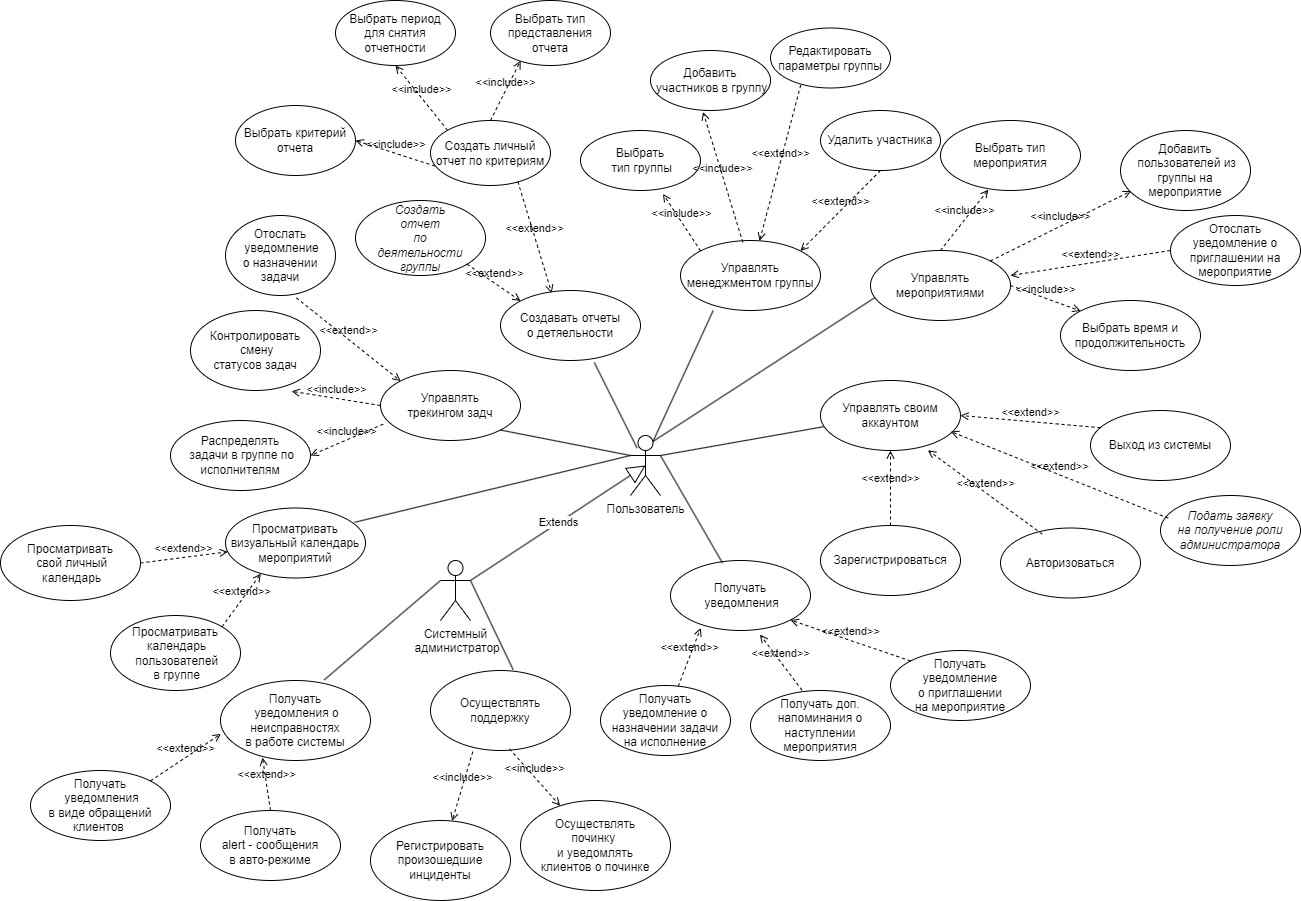 Выбрать период
для снятия
отчетности
Выбрать тип
представления
отчета
<<include>>
<<include>>
Выбрать критерий
отчета
<<include>>
Создать личный
отчет по критериям
Создать
отчет
по
деятельности
группы
<<extend>>
<<extend>>
Создавать отчеты
о детяельности
Добавить
участников в группу
Редактировать
параметры группы
Выбрать
тип группы
<<include>>
<<include>>
<<extend>>
Удалить участника
<<extend>>
Управлять
менеджментом группы
Выбрать тип
мероприятия
<<include>>
Добавить
пользователей из
группы на
мероприятие
<<include>>
Отослать
уведомление о
приглашении на
мероприятие
<<extend>>
Управлять
мероприятиями
<<include>>
Выбрать время и
продолжительность
Отослать
уведомление
о назначении
задачи
<<extend>>
Контролировать
смену
статусов задач
<<include>>
Управлять
трекингом задч
<<include>>
Распределять
задачи в группе по
исполнителям
Управлять своим
аккаунтом
<<extend>>
Выход из системы
<<extend>>
<<extend>>
<<extend>>
Подать заявку
на получение роли
администратора
Зарегистрироваться
Авторизоваться
Пользователь
Extends
Просматривать
визуальный календарь
мероприятий
Просматривать
свой личный
календарь
<<extend>>
<<extend>>
Просматривать
календарь
пользователей
в группе
Системный
администратор
Получать
уведомления
<<extend>>
<<extend>>
<<extend>>
Получать
уведомление о
назначении задачи
на исполнение
Получать доп.
напоминания о
наступлении
мероприятия
Получать
уведомление
о приглашении
на мероприятие
Получать
уведомления о
неисправностях
в работе системы
Осуществлять
поддержку
<<extend>>
<<extend>>
<<include>>
<<include>>
Получать
уведомления
в виде обращений
клиентов
Получать
alert - сообщения
в авто-режиме
Регистрировать
произошедшие
инциденты
Осуществлять
починку
и уведомлять
клиентов о починке